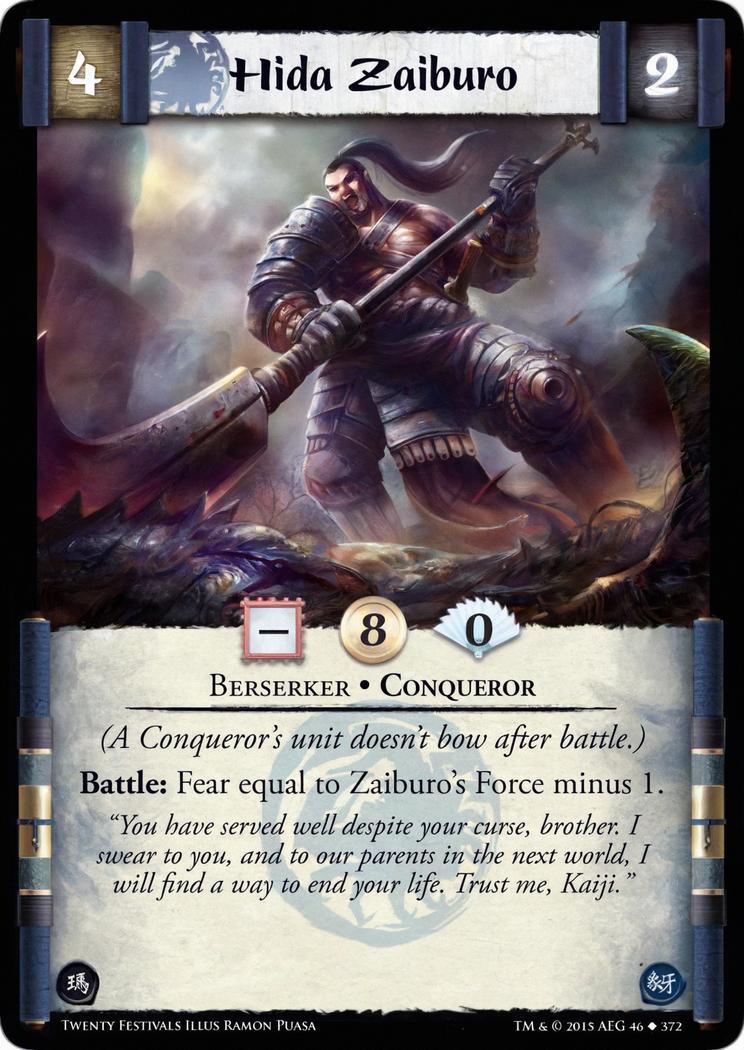 4
Hida Zaiburo
2
–
8
0
Berserker • Conqueror
(A Conqueror’s unit doesn’t bow after battle.)
Battle: Fear equal to Zaiburo’s Force minus 1.
“You have served well despite your curse, brother. I
swear to you, and to our parents in the next world, I
will find a way to end your life. Trust me, Kaiji.”
Twenty Festivals Illus Ramon Puasa
TM & © 2015 AEG 46 ◆ 372